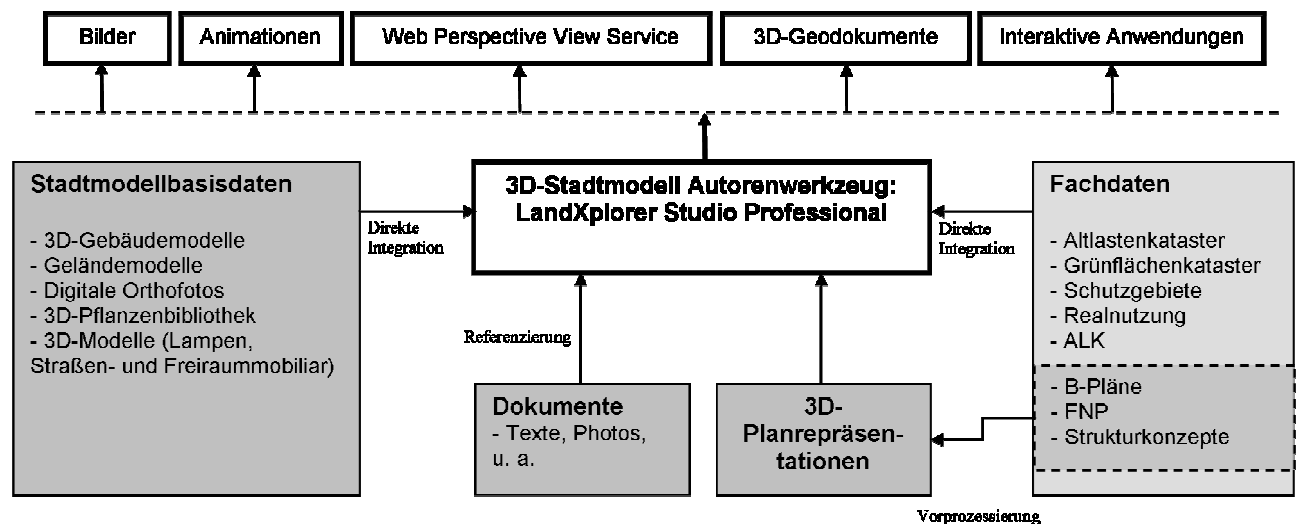 Bilder
Animationen
Web Perspective View Service
3D-Geodokumente
Interaktive Anwendungen
Stadtmodellbasisdaten
- 3D-Gebäudemodelle
- Geländemodelle
- Digitale Orthofotos
- 3D-Pflanzenbibliothek
- 3D-Modelle (Lampen,
Straßen- und Freiraummobiliar)
Direkte
Integration
3D-Stadtmodell Autorenwerkzeug:
LandXplorer Studio Professional
Direkte
Integration
Fachdaten
- Altlastenkataster
- Grünflächenkataster
- Schutzgebiete
- Realnutzung
- ALK
- B-Pläne
- FNP
- Strukturkonzepte
Referenzierung
Dokumente
- Texte, Photos,
u. a.
3D-
Planrepräsen-
tationen
Vorprozessierung